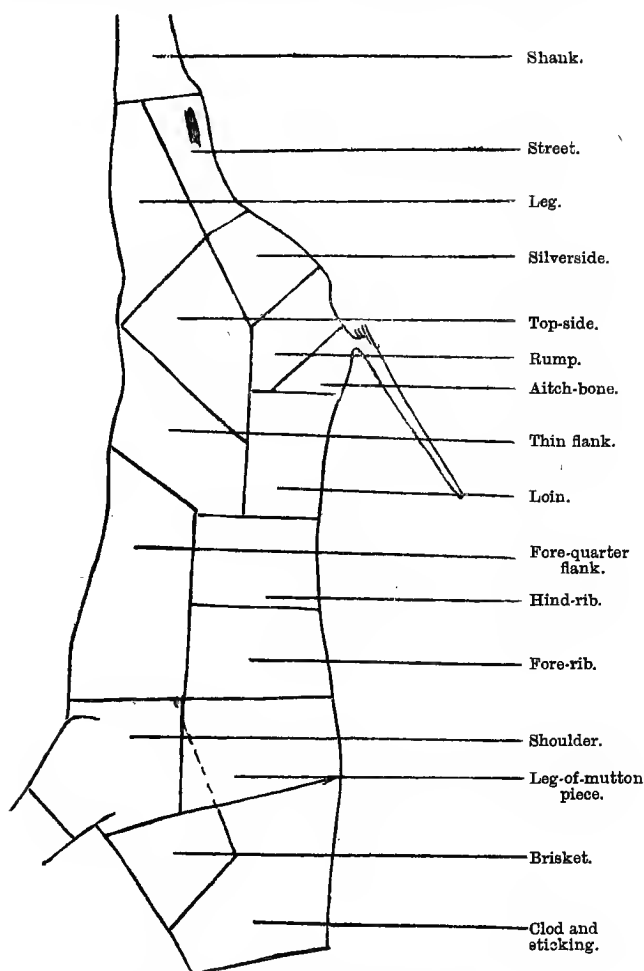 Shank.
Street.
Leg.
Silverside.
Top-side.
Rump.
Aitch-bone.
Thin flank.
Loin.
Fore-quarter
flank.
Hind-rib.
Fore-rib.
Shoulder.
Leg-of-mutton
piece.
Brisket.
Clod and
sticking.